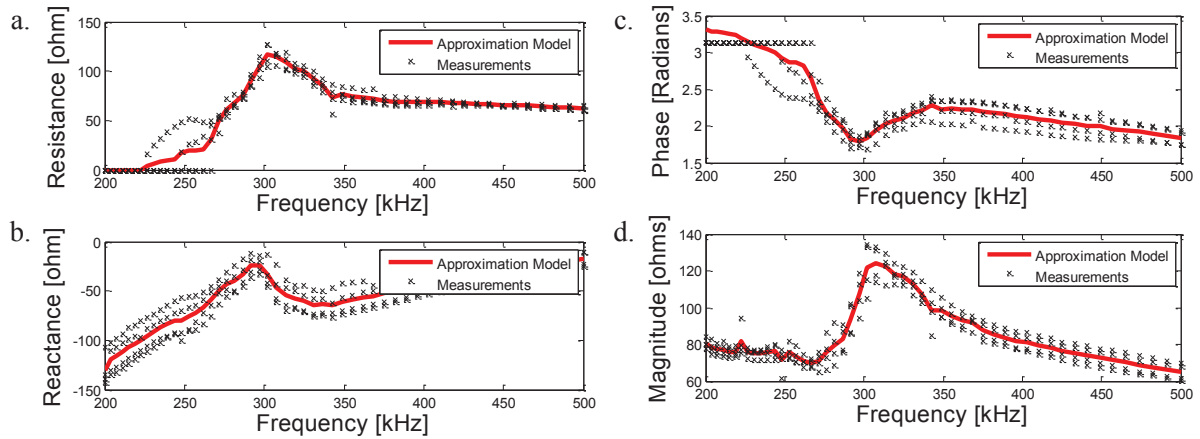 a.
Resistance [ohm]
150
100
50
0
200 250 300 350 400 450 500
Frequency [kHz]
Approximation Model
Measurements
b.
Reactance [ohm]
0
-50
-100
-150
200 250 300 350 400 450 500
Frequency [kHz]
Approximation Model
Measurements
c.
Phase [Radians]
3.5
3
2.5
2
1.5
200 250 300 350 400 450 500
Frequency [kHz]
Approximation Model
Measurements
d.
Magnitude [ohms]
140
120
100
80
60
200 250 300 350 400 450 500
Frequency [kHz]
Approximation Model
Measurements